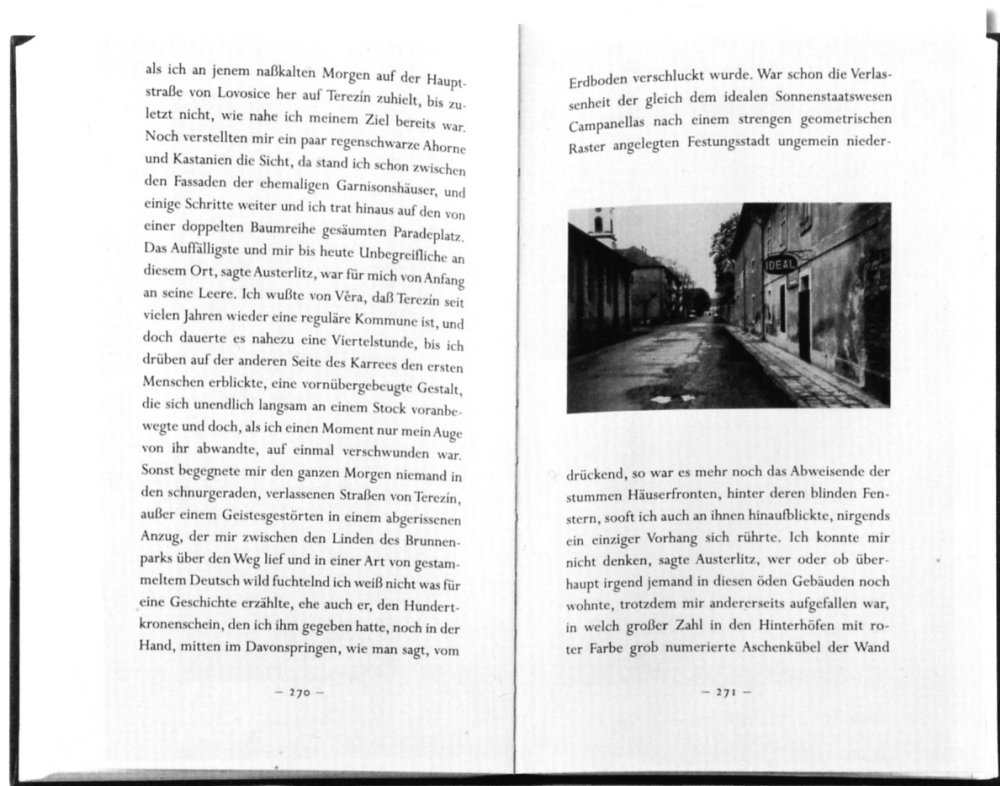 als ich an jenem naßkalten Morgen auf der Haupt-
straße von Lovosice her auf Terezín zuhielt, bis zu-
letzt nicht, wie nahe ich meinem Ziel bereits war.
Noch verstellten mir ein paar regenschwarze Ahorne
und Kastanien die Sicht, da stand ich schon zwischen
den Fassaden der ehemaligen Garnisonshäuser, und
einige Schritte weiter und ich trat hinaus auf den von
einer doppelten Baumreihe gesäumten Paradeplatz.
Das Auffälligste und mir bis heute Unbegreifliche an
diesem Ort, sagte Austerlitz, war für mich von Anfang
an seine Leere. Ich wußte von Věra, daß Terezín seit
vielen Jahren wieder eine reguläre Kommune ist, und
doch dauerte es nahezu eine Viertelstunde, bis ich
drüben auf der anderen Seite des Karrees den ersten
Menschen erblickte, eine vornübergebeugte Gestalt,
die sich unendlich langsam an einem Stock voranbe-
wegte und doch, als ich einen Moment nur mein Auge
von ihr abwandte, auf einmal verschwunden war.
Sonst begegnete mir den ganzen Morgen niemand in
den schnurgeraden, verlassenen Straßen von Terezín,
außer einem Geistesgestörten in einem abgerissenen
Anzug, der mir zwischen den Linden des Brunnen-
parks über den Weg lief und in einer Art von gestam-
meltem Deutsch wild fuchtelnd ich weiß nicht was für
eine Geschichte erzählte, ehe auch er, den Hundert-
kronenschein, den ich ihm gegeben hatte, noch in der
Hand, mitten im Davonspringen, wie man sagt, vom
– 270 –
Erdboden verschluckt wurde. War schon die Verlas-
senheit der gleich dem idealen Sonnenstaatswesen
Campanellas nach einem strengen geometrischen
Raster angelegten Festungsstadt ungemein nieder-
IDEAL
drückend, so war es mehr noch das Abweisende der
stummen Häuserfronten, hinter deren blinden Fen-
stern, sooft ich auch an ihnen hinaufblickte, nirgends
ein einziger Vorhang sich rührte. Ich konnte mir
nicht denken, sagte Austerlitz, wer oder ob über-
haupt irgend jemand in diesen öden Gebäuden noch
wohnte, trotzdem mir andererseits aufgefallen war,
in welch großer Zahl in den Hinterhöfen mit ro-
ter Farbe grob numerierte Aschenkübel der Wand
– 271 –